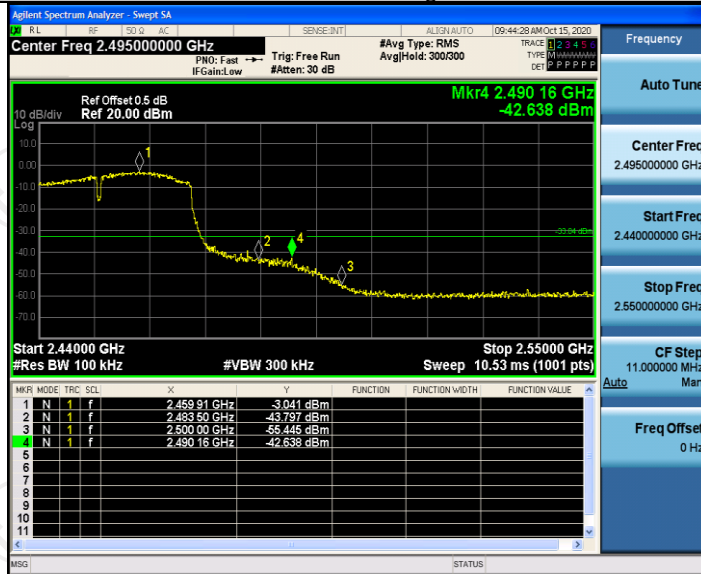 Agilent Spectrum Analyzer - Swept SA
RL RF 50 Ω AC SENSE:INT ALIGN AUTO 09:44:28 AM Oct 15, 2020
Center Freq 2.495000000 GHz
PNO: Fast
IFGain:Low
Trig: Free Run
#Atten: 30 dB
#Avg Type: RMS
Avg|Hold: 300/300
TRACE 1 2 3 4 5 6
TYPE M
DET P P P P P P
Mkr4 2.490 16 GHz
-42.638 dBm
Ref Offset 0.5 dB
10 dB/div Ref 20.00 dBm
Log
10.0
0.00
-10.0
-20.0
-30.0
-40.0
-50.0
-60.0
-70.0
1
2
4
3
-33.04 dBm
Start 2.44000 GHz Stop 2.55000 GHz
#Res BW 100 kHz #VBW 300 kHz Sweep 10.53 ms (1001 pts)
MKR MODE TRC SCL X Y FUNCTION FUNCTION WIDTH FUNCTION VALUE
1 N 1 f 2.459 91 GHz -3.041 dBm
2 N 1 f 2.483 50 GHz -43.797 dBm
3 N 1 f 2.500 00 GHz -55.445 dBm
4 N 1 f 2.490 16 GHz -42.638 dBm
5
6
7
8
9
10
11
MSG STATUS
Frequency
Auto Tune
Center Freq
2.495000000 GHz
Start Freq
2.440000000 GHz
Stop Freq
2.550000000 GHz
CF Step
11.000000 MHz
Auto Man
Freq Offset
0 Hz